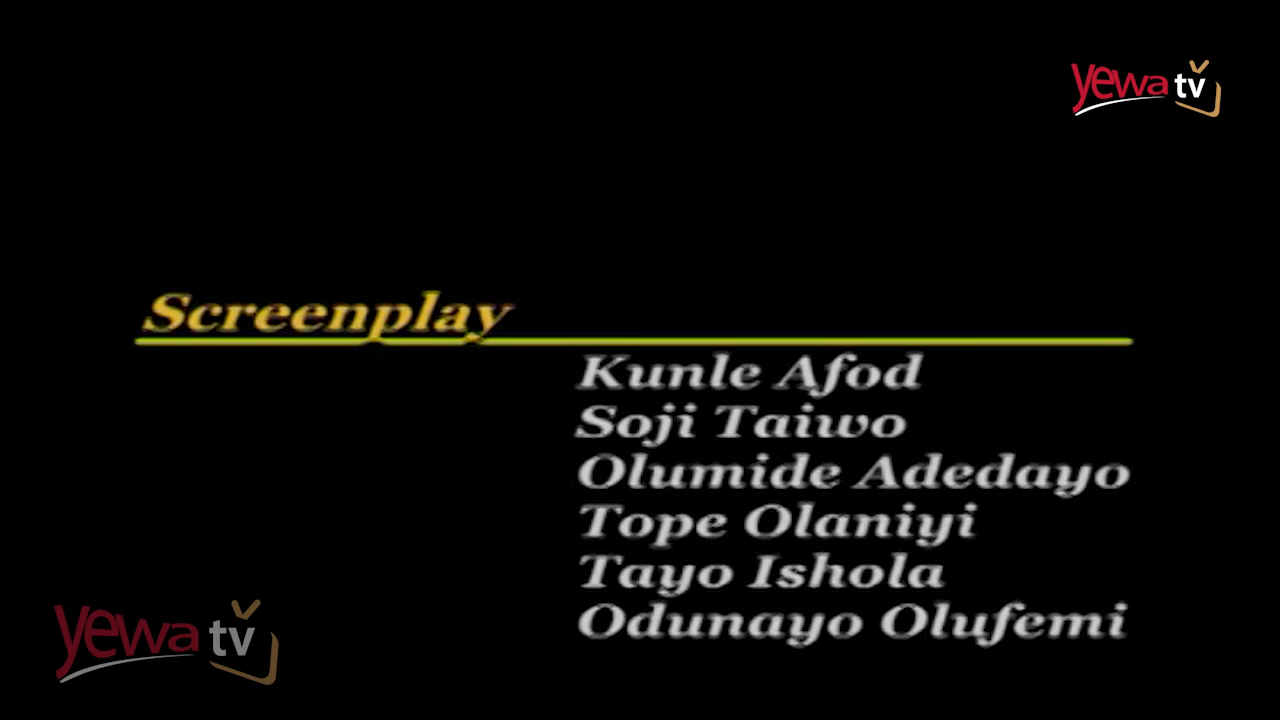 yewa tv
Screenplay
Kunle Afod
Soji Taiwo
Olumide Adedayo
Tope Olaniyi
Tayo Ishola
Odunayo Olufemi
yewa tv